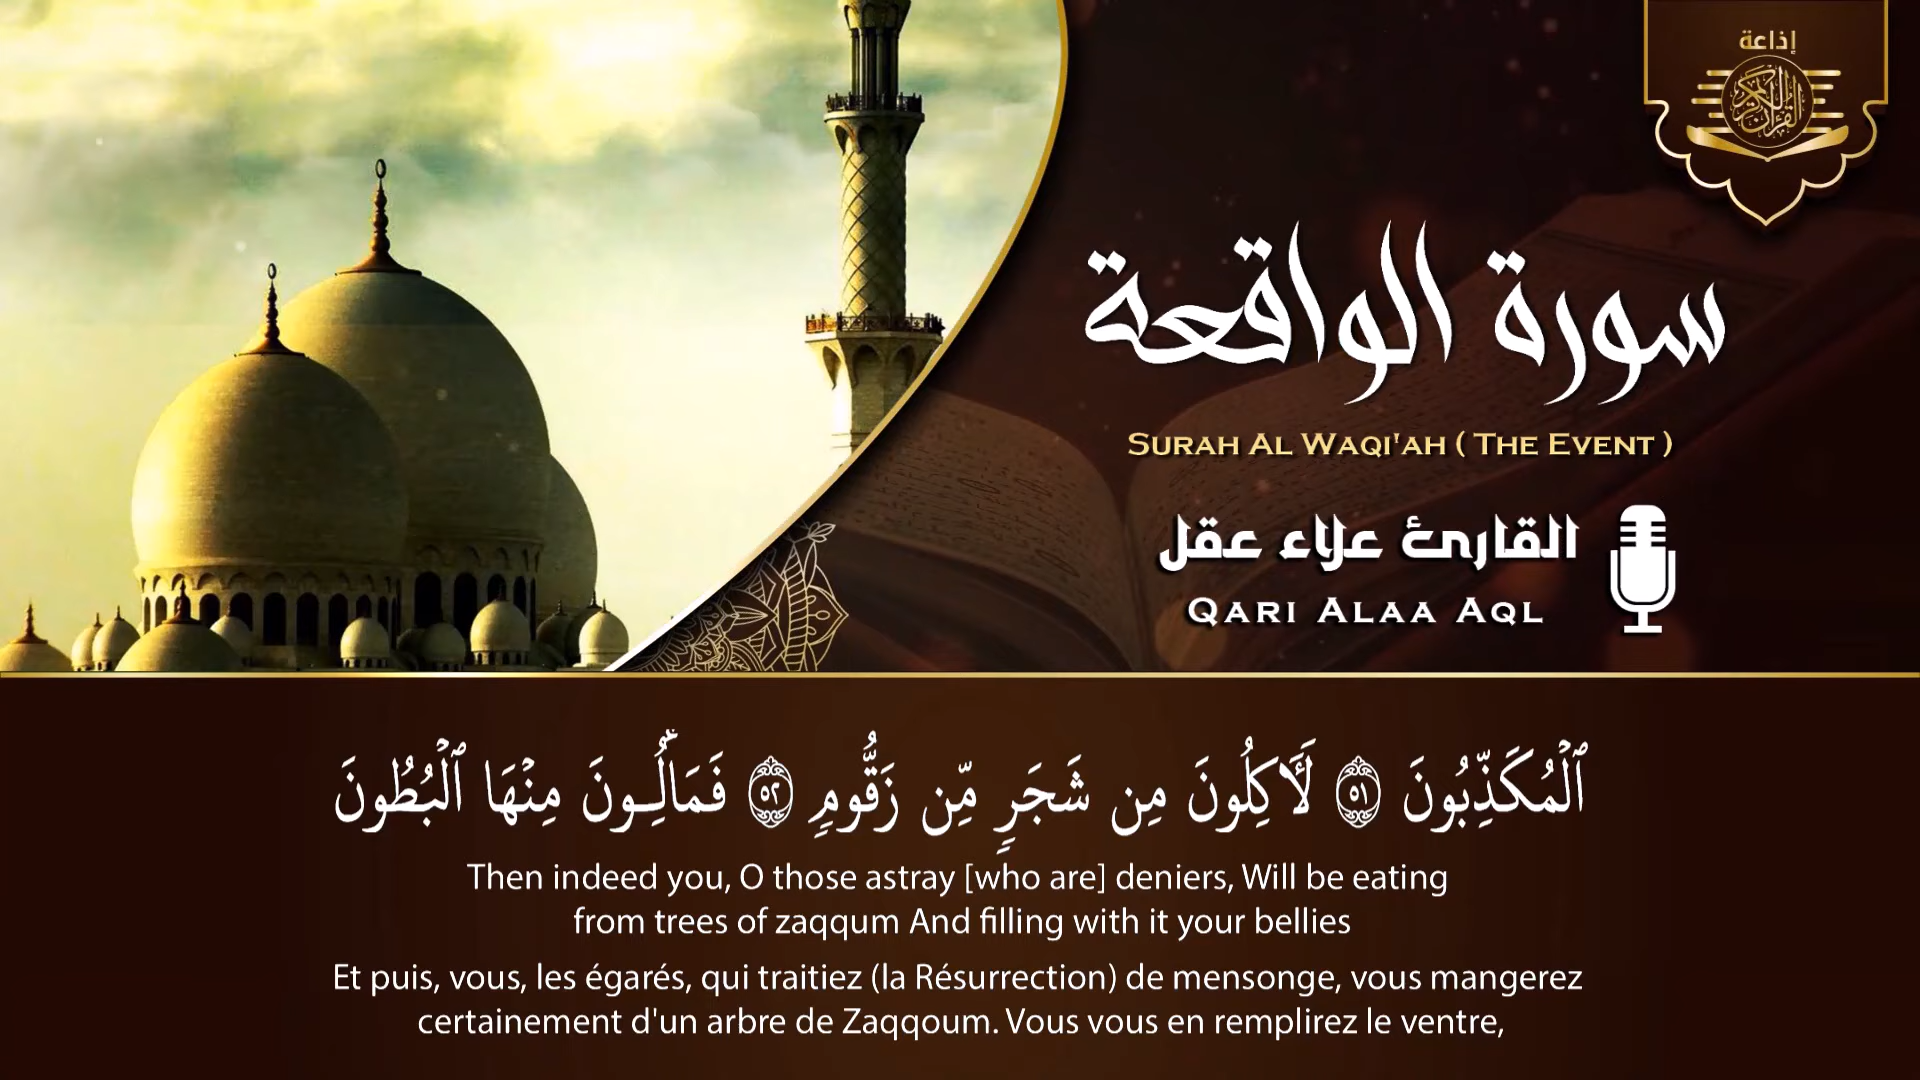 إذاعة
القرآن الكريم
سورة الواقعة
SURAH AL WAQI'AH ( THE EVENT )
القارئ علاء عقل
QARI ALAA AQL
ٱلْمُكَذِّبُونَ ۝٥١ لَـَٔاكِلُونَ مِن شَجَرٍۢ مِّن زَقُّومٍۢ ۝٥٢ فَمَالِـُٔونَ مِنْهَا ٱلْبُطُونَ
Then indeed you, O those astray [who are] deniers, Will be eating
from trees of zaqqum And filling with it your bellies
Et puis, vous, les égarés, qui traitiez (la Résurrection) de mensonge, vous mangerez
certainement d'un arbre de Zaqqoum. Vous vous en remplirez le ventre,